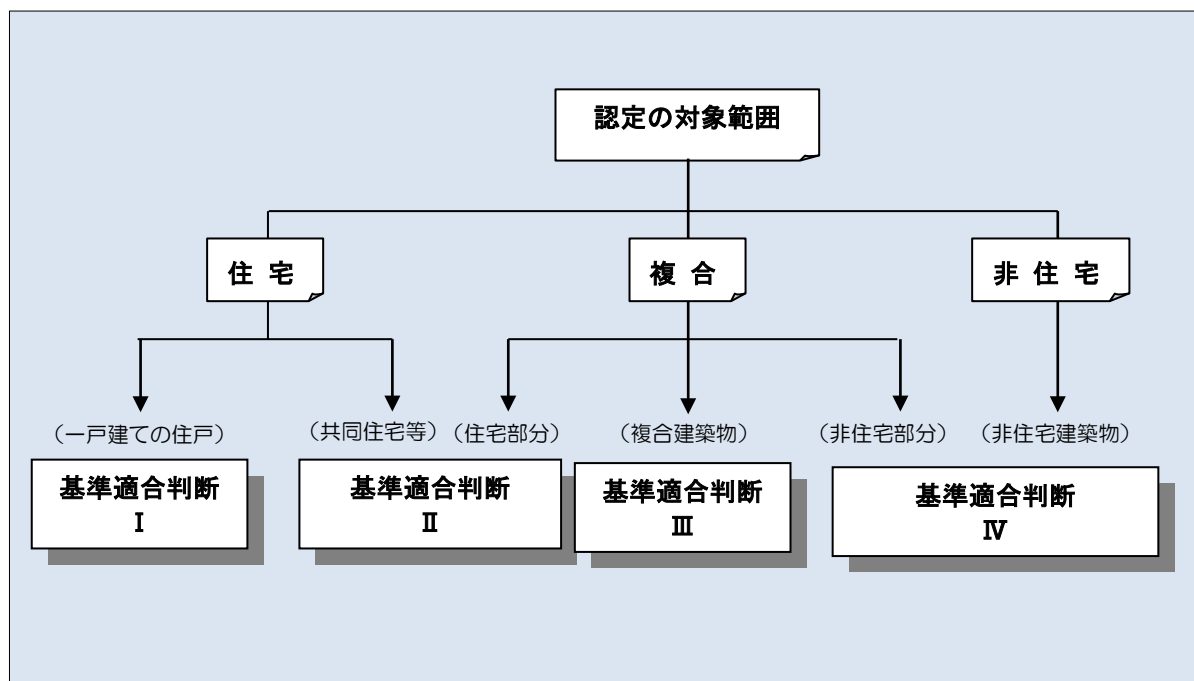 認定の対象範囲
住 宅
複 合
非 住 宅
（一戸建ての住戸）
（共同住宅等）
（住宅部分）
（複合建築物）
（非住宅部分）
（非住宅建築物）
基準適合判断
Ⅰ
基準適合判断
Ⅱ
基準適合判断
Ⅲ
基準適合判断
Ⅳ